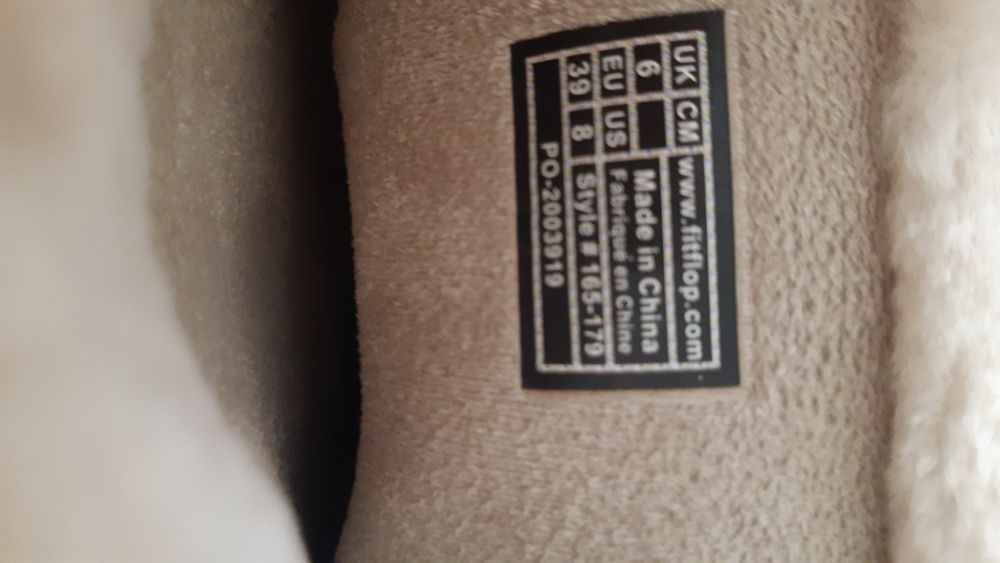 UK CM www.fitflop.com
6 Made in China
EU US Fabriqué en Chine
39 8 Style # 165-179
PO-2003919